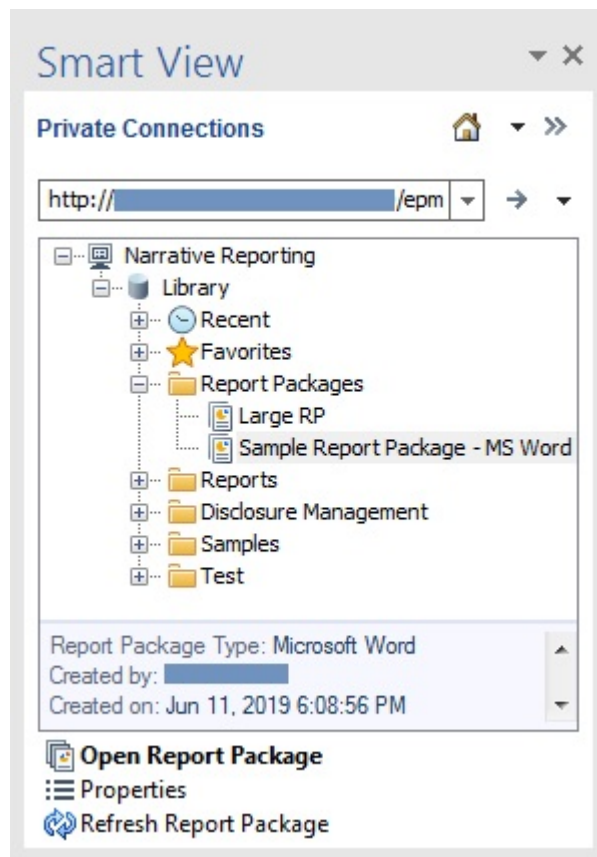 Smart View
Private Connections
http:// /epm
Narrative Reporting
Library
Recent
Favorites
Report Packages
Large RP
Sample Report Package - MS Word
Reports
Disclosure Management
Samples
Test
Report Package Type: Microsoft Word
Created by:
Created on: Jun 11, 2019 6:08:56 PM
Open Report Package
Properties
Refresh Report Package